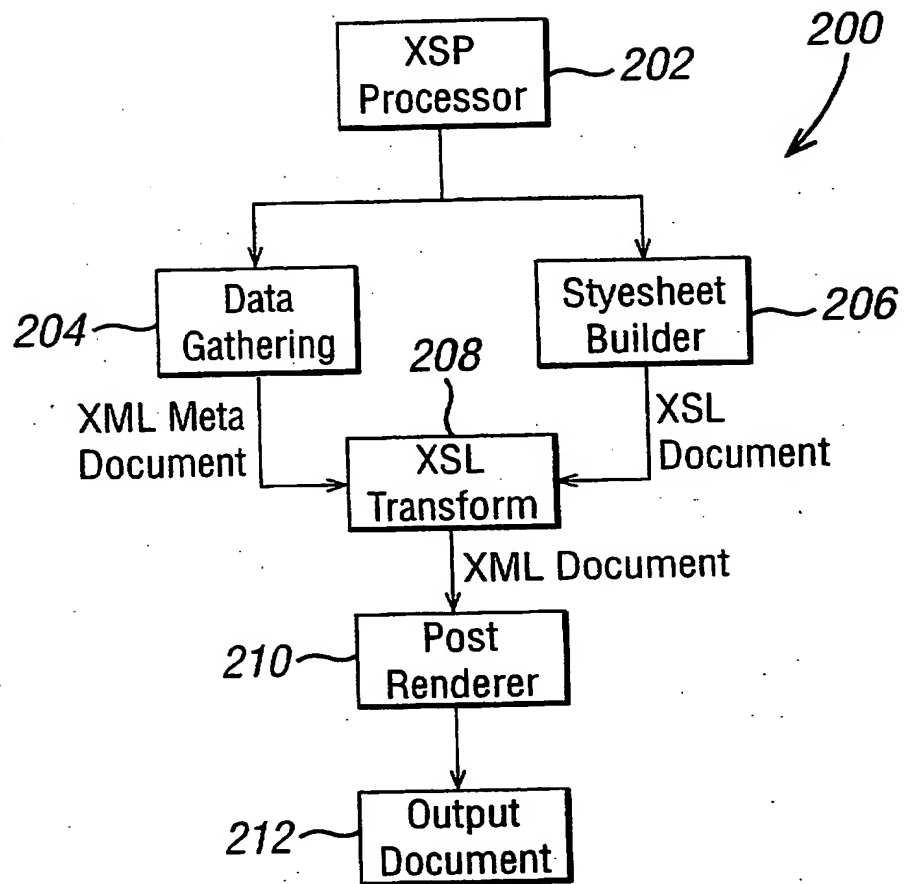 200
XSP
Processor
202
Data
Gathering
204
Styesheet
Builder
206
208
XML Meta
Document
XSL
Document
XSL
Transform
XML Document
Post
Renderer
210
Output
Document
212